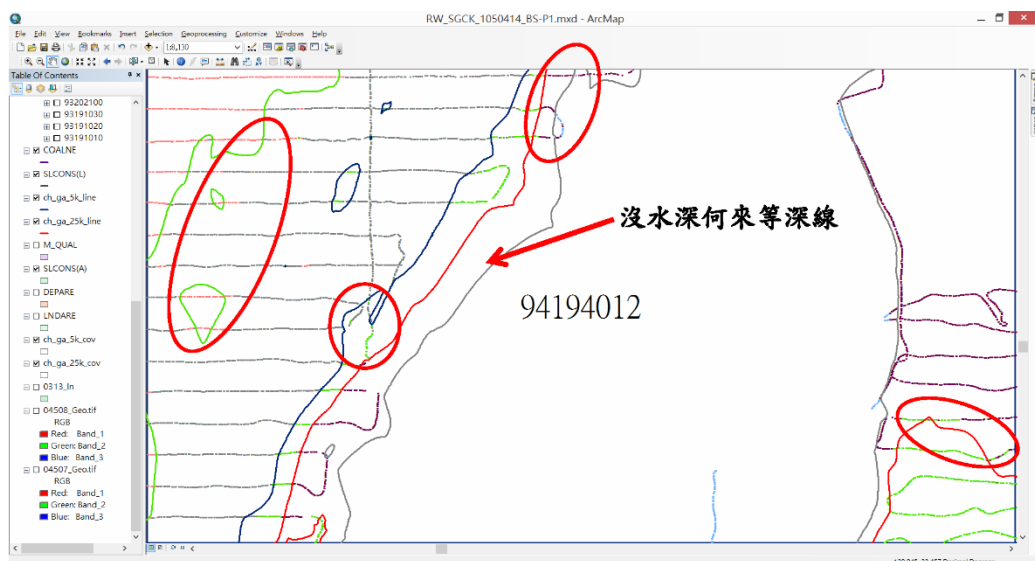 RW_SGCK_1050414_BS-P1.mxd - ArcMap
File Edit View Bookmarks Insert Selection Geoprocessing Customize Windows Help
1:8,130
Table Of Contents
93202100
93191030
93191020
93191010
COALNE
SLCONS(L)
ch_ga_5k_line
ch_ga_25k_line
M_QUAL
SLCONS(A)
DEPARE
LNDARE
ch_ga_5k_cov
ch_ga_25k_cov
0313_ln
04508_Geo.tif
RGB
Red: Band_1
Green: Band_2
Blue: Band_3
04507_Geo.tif
RGB
Red: Band_1
Green: Band_2
Blue: Band_3
沒水深何來等深線
94194012